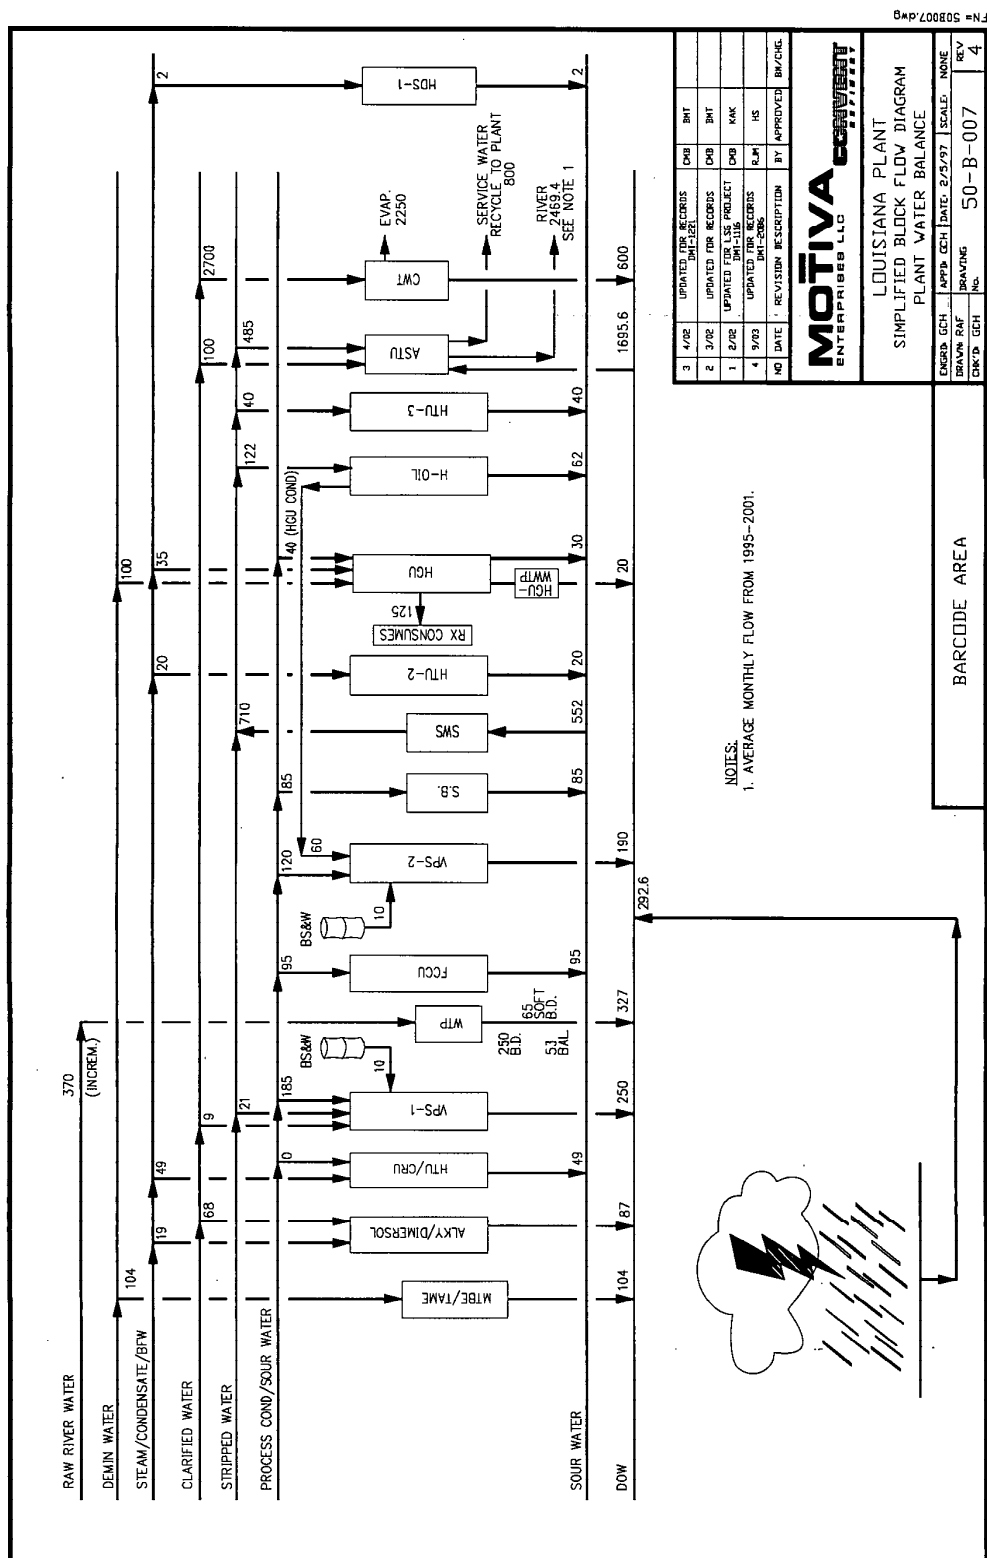 FN= 50B007.dwg
RAW RIVER WATER
370
(INCREM.)
DEMIN WATER
104
100
STEAM/CONDENSATE/BFW
19
49
20
35
2
CLARIFIED WATER
68
9
100
2700
STRIPPED WATER
21
710
122
40
485
PROCESS COND/SOUR WATER
0
185
95
120
185
40 (HGU COND)
60
BS&W
10
BS&W
10
MTBE/TAME
ALKY/DIMERSOL
HTU/CRU
VPS-1
WTP
FCCU
VPS-2
S.B.
SWS
HTU-2
HGU
H-OIL
HTU-3
ASTU
CWT
HDS-1
RX CONSUMES
125
HGU-
WWTP
250
B.D.
65
SOFT
B.D.
53
BAL.
EVAP.
2250
SERVICE WATER
RECYCLE TO PLANT
800
RIVER
2469.4
SEE NOTE 1
SOUR WATER
49
95
85
552
20
30
62
40
2
DOW
104
87
250
327
190
20
1695.6
600
292.6
NOTES:
1. AVERAGE MONTHLY FLOW FROM 1995-2001.
3 4/02 UPDATED FOR RECORDS DMT-1221 CMB BMT
2 3/02 UPDATED FOR RECORDS CMB BMT
1 2/02 UPDATED FOR LSG PROJECT DMT-1116 CMB KAK
4 9/03 UPDATED FOR RECORDS DMT-2086 RJM HS
NO DATE REVISION DESCRIPTION BY APPROVED BM/CHG.
MOTIVA
ENTERPRISES LLC
CONVENT
REFINERY
LOUISIANA PLANT
SIMPLIFIED BLOCK FLOW DIAGRAM
PLANT WATER BALANCE
ENGRD. GCH APPD. GCH DATE: 2/5/97 SCALE: NONE
DRAWN RAF
CHK'D. GCH
DRAWING
No.
50-B-007
REV
4
BARCODE AREA